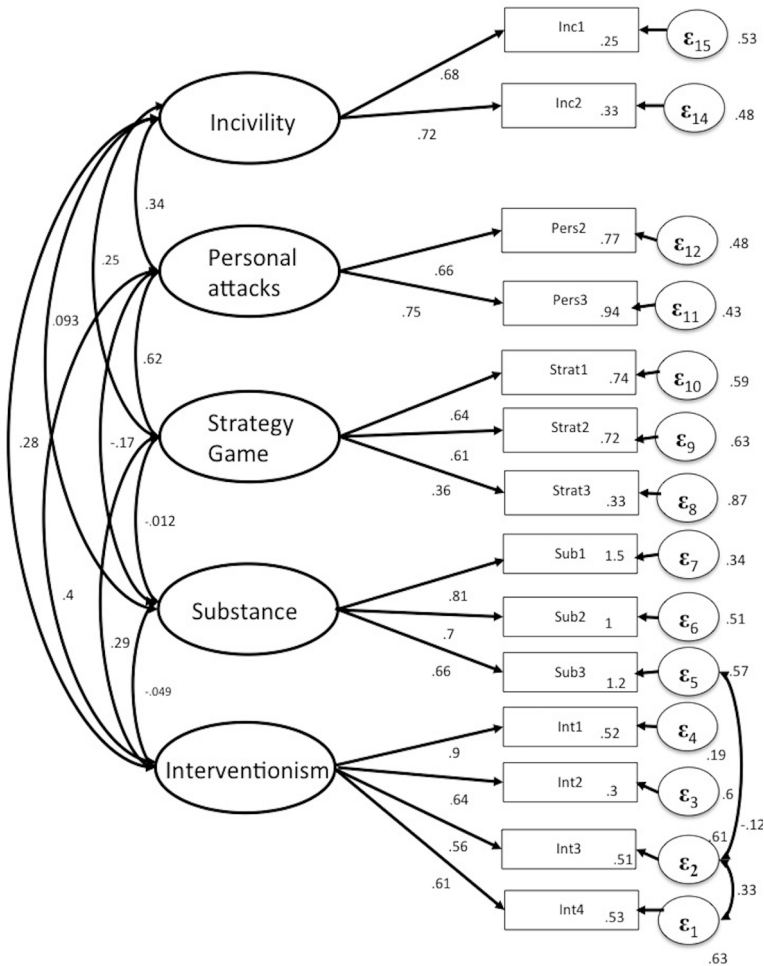 Inc1
.25
ε15
.53
.68
Incivility
Inc2
.33
ε14
.48
.72
.34
Pers2
.77
ε12
.48
Personal
attacks
.66
.25
Pers3
.94
ε11
.43
.75
.093
.62
Strat1
.74
ε10
.59
.64
Strategy
Game
Strat2
.72
ε9
.63
.28
-.17
.61
.36
Strat3
.33
ε8
.87
-.012
Sub1
1.5
ε7
.34
.4
.81
Substance
Sub2
1
ε6
.51
.7
.29
.66
Sub3
1.2
ε5
.57
-.049
Int1
.52
ε4
.19
.9
Interventionism
Int2
.3
ε3
.6
.64
-.12
.56
Int3
.51
ε2
.61
.61
.33
Int4
.53
ε1
.63